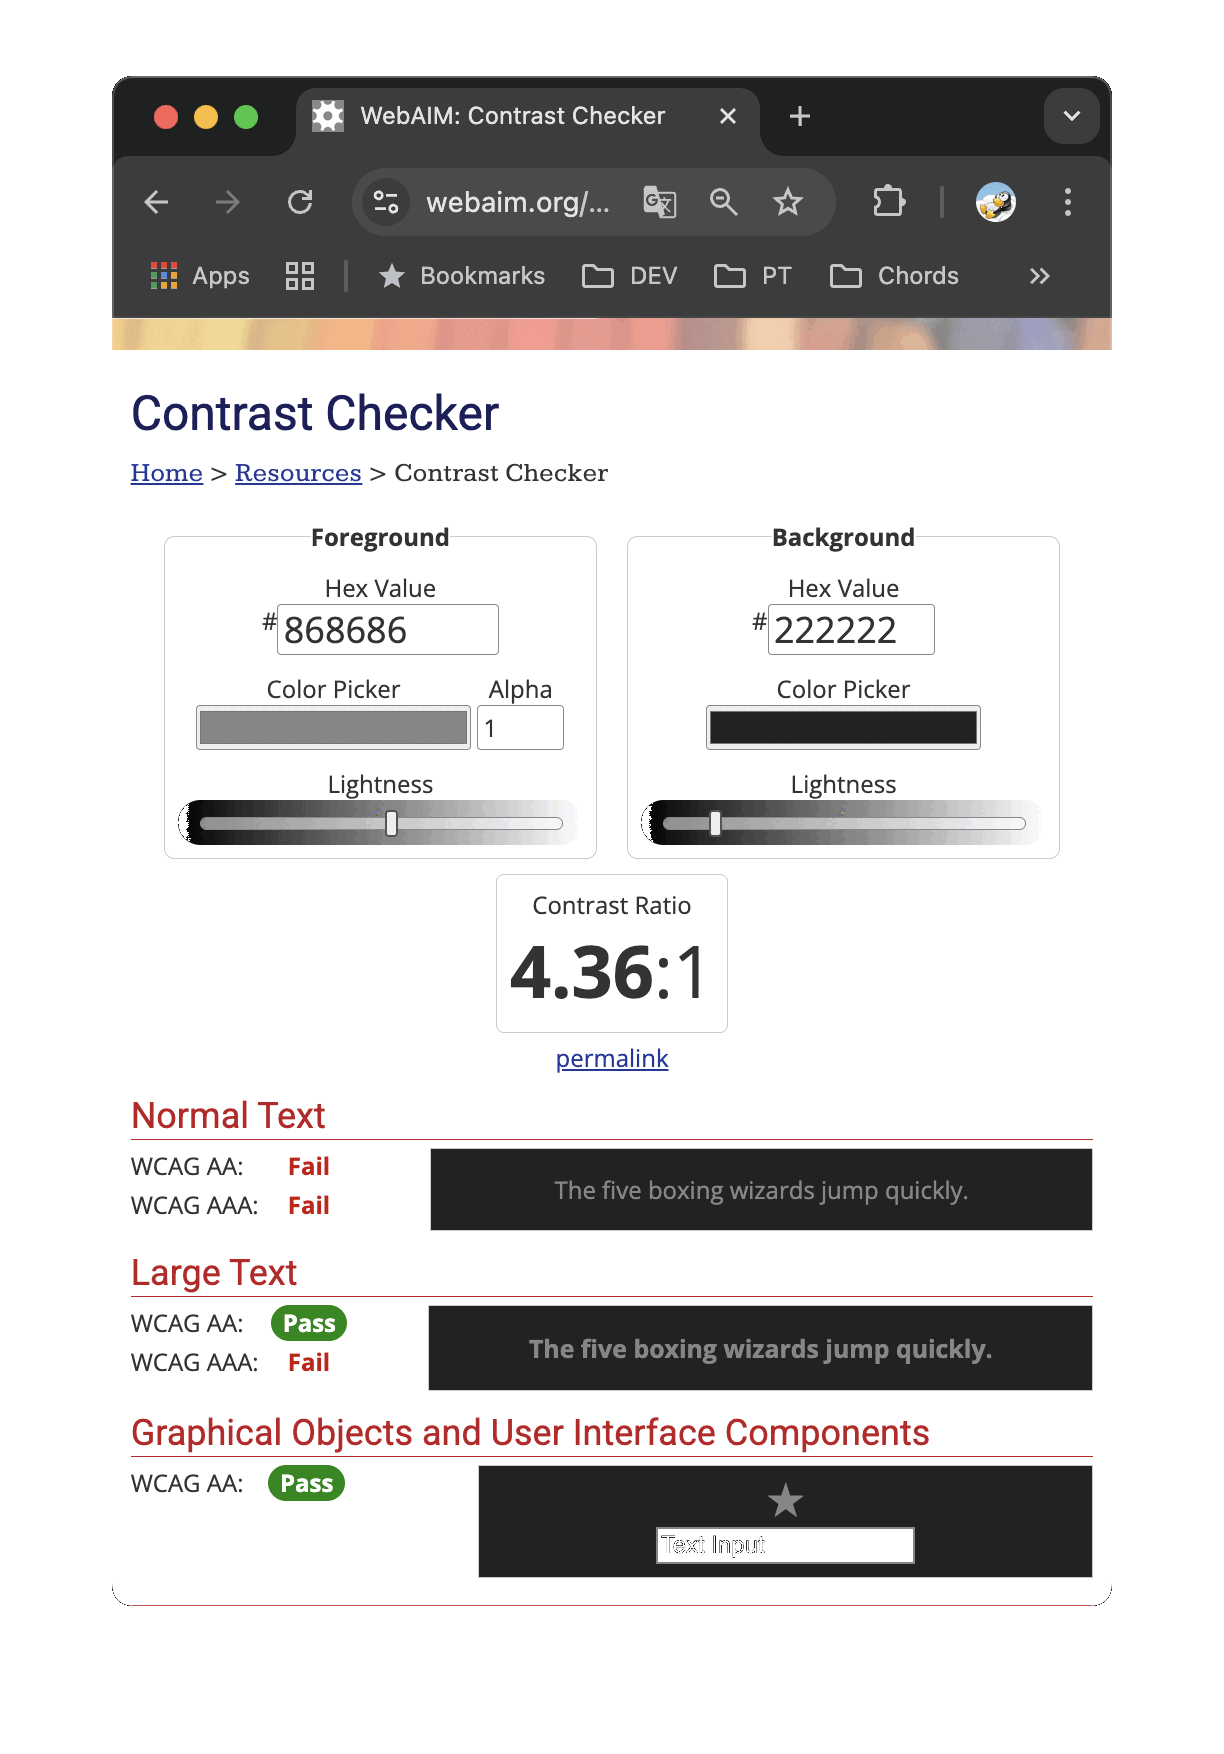 WebAIM: Contrast Checker
webaim.org/...
Apps Bookmarks DEV PT Chords
Contrast Checker
Home > Resources > Contrast Checker
Foreground
Hex Value
#868686
Color Picker Alpha
1
Lightness
Background
Hex Value
#222222
Color Picker
Lightness
Contrast Ratio
4.36:1
permalink
Normal Text
WCAG AA: Fail
WCAG AAA: Fail
The five boxing wizards jump quickly.
Large Text
WCAG AA: Pass
WCAG AAA: Fail
The five boxing wizards jump quickly.
Graphical Objects and User Interface Components
WCAG AA: Pass
Text Input